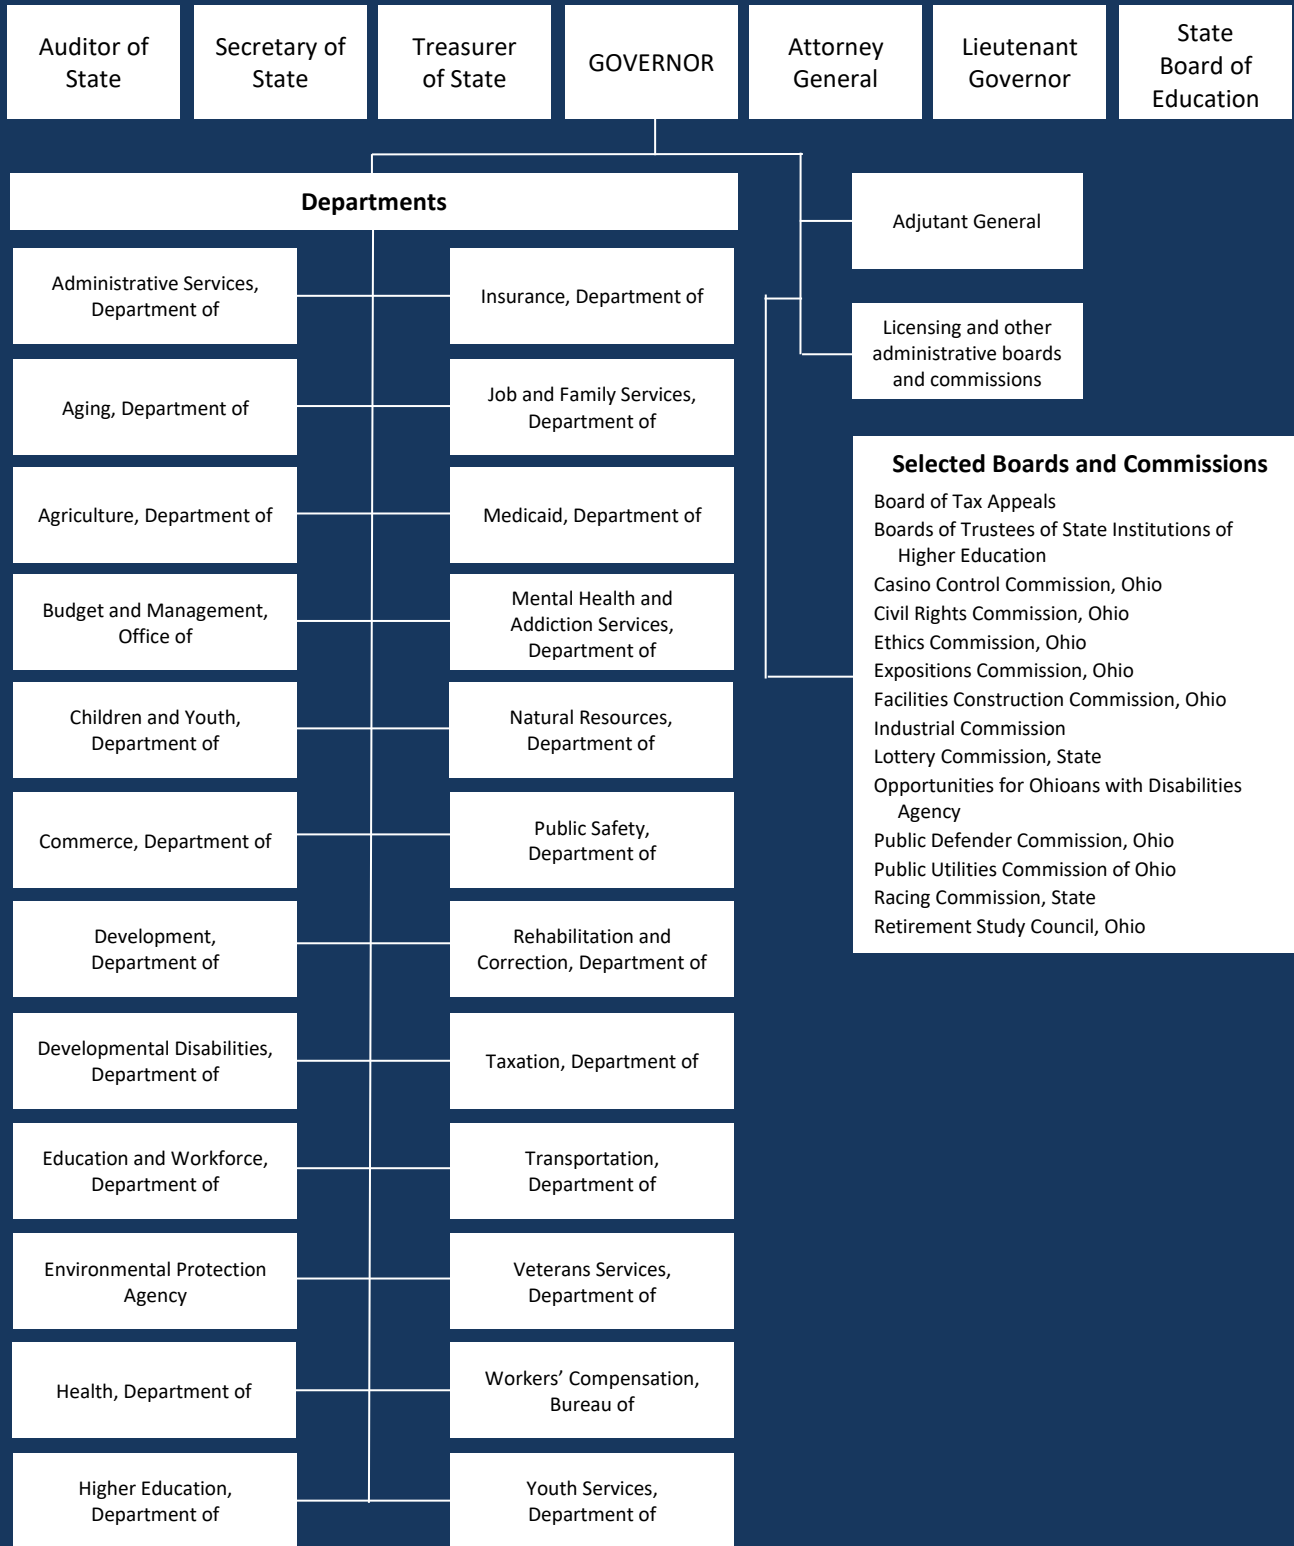 Auditor of
State
Secretary of
State
Treasurer
of State
GOVERNOR
Attorney
General
Lieutenant
Governor
State
Board of
Education
Departments
Administrative Services,
Department of
Aging, Department of
Agriculture, Department of
Budget and Management,
Office of
Children and Youth,
Department of
Commerce, Department of
Development,
Department of
Developmental Disabilities,
Department of
Education and Workforce,
Department of
Environmental Protection
Agency
Health, Department of
Higher Education,
Department of
Insurance, Department of
Job and Family Services,
Department of
Medicaid, Department of
Mental Health and
Addiction Services,
Department of
Natural Resources,
Department of
Public Safety,
Department of
Rehabilitation and
Correction, Department of
Taxation, Department of
Transportation,
Department of
Veterans Services,
Department of
Workers’ Compensation,
Bureau of
Youth Services,
Department of
Adjutant General
Licensing and other
administrative boards
and commissions
Selected Boards and Commissions
Board of Tax Appeals
Boards of Trustees of State Institutions of
Higher Education
Casino Control Commission, Ohio
Civil Rights Commission, Ohio
Ethics Commission, Ohio
Expositions Commission, Ohio
Facilities Construction Commission, Ohio
Industrial Commission
Lottery Commission, State
Opportunities for Ohioans with Disabilities
Agency
Public Defender Commission, Ohio
Public Utilities Commission of Ohio
Racing Commission, State
Retirement Study Council, Ohio